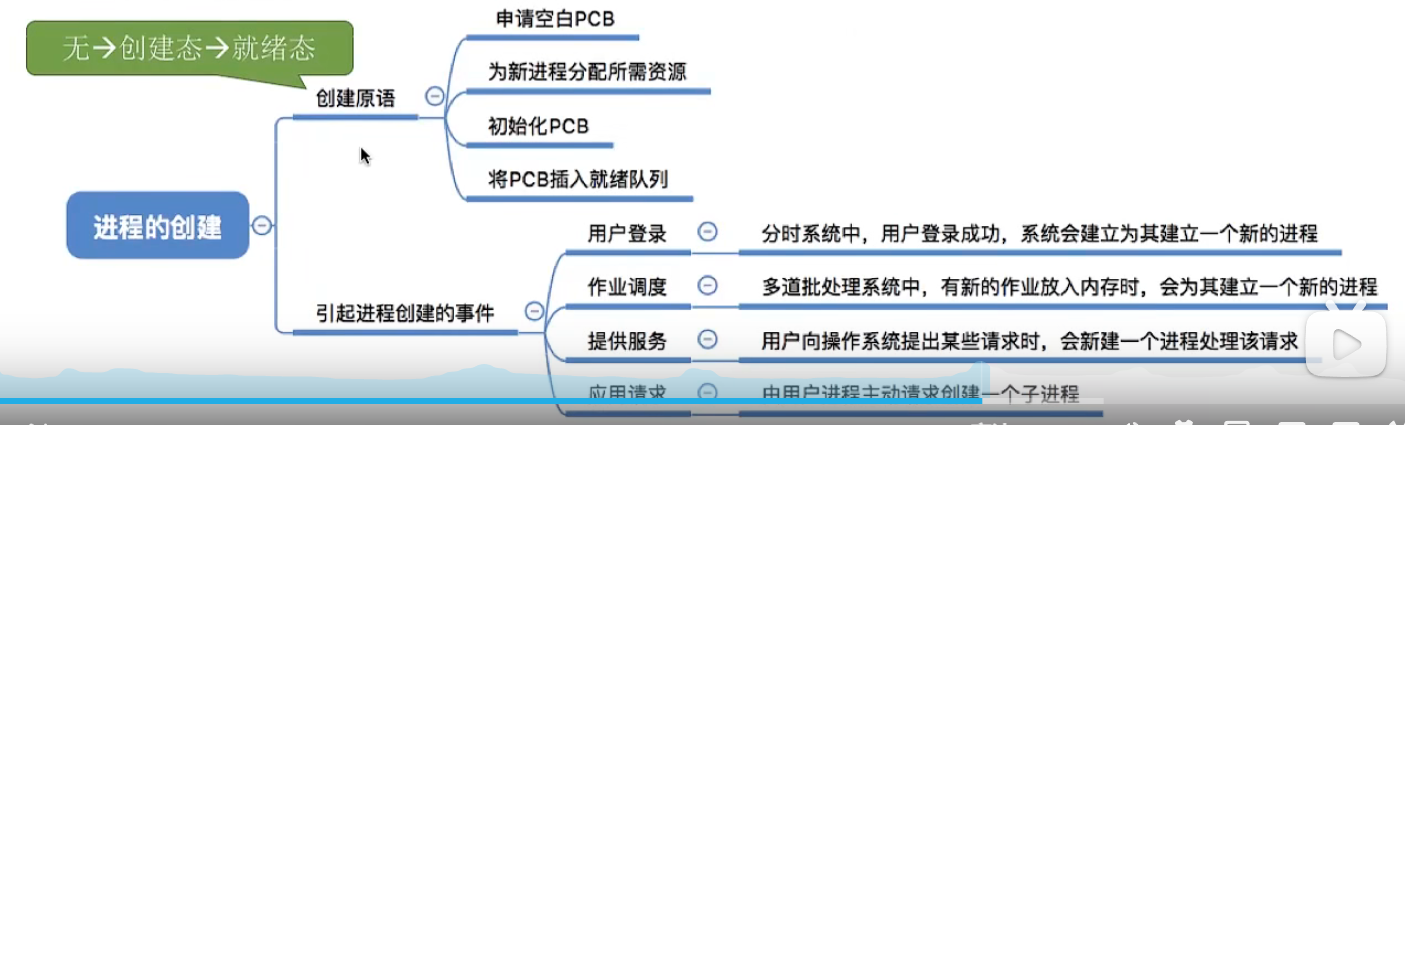 无→创建态→就绪态
申请空白PCB
为新进程分配所需资源
创建原语
初始化PCB
将PCB插入就绪队列
进程的创建
用户登录
分时系统中，用户登录成功，系统会建立为其建立一个新的进程
作业调度
多道批处理系统中，有新的作业放入内存时，会为其建立一个新的进程
引起进程创建的事件
提供服务
用户向操作系统提出某些请求时，会新建一个进程处理该请求
应用请求
由用户进程主动请求创建一个子进程